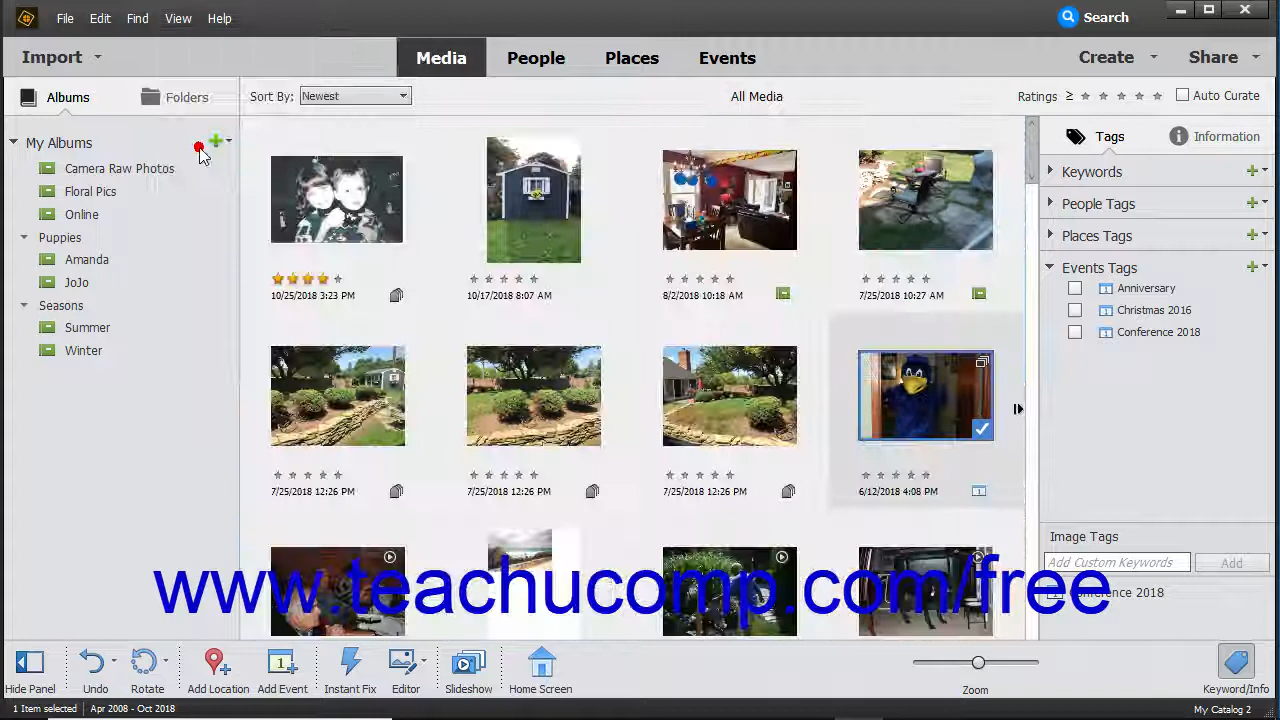 File Edit Find View Help Search
Import Media People Places Events Create Share
Albums Folders Sort By: Newest All Media Ratings ≥ Auto Curate
Tags Information
My Albums
Camera Raw Photos
Floral Pics
Online
Puppies
Amanda
JoJo
Seasons
Summer
Winter
10/25/2018 3:23 PM 10/17/2018 8:07 AM 8/2/2018 10:18 AM 7/25/2018 10:27 AM
7/25/2018 12:26 PM 7/25/2018 12:26 PM 7/25/2018 12:26 PM 6/12/2018 4:08 PM
Keywords
People Tags
Places Tags
Events Tags
Anniversary
Christmas 2016
Conference 2018
Image Tags
Add Custom Keywords Add
Conference 2018
www.teachucomp.com/free
Hide Panel Undo Rotate Add Location Add Event Instant Fix Editor Slideshow Home Screen Zoom Keyword/Info
1 Item selected Apr 2008 - Oct 2018 My Catalog 2